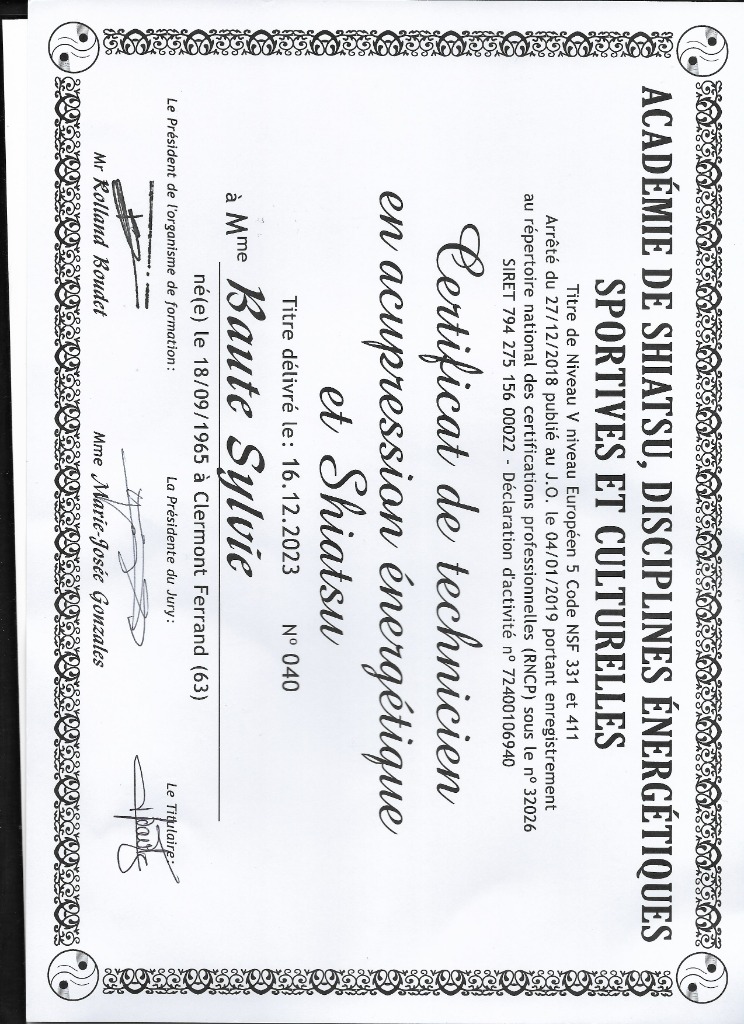 ACADÉMIE DE SHIATSU, DISCIPLINES ÉNERGÉTIQUES
SPORTIVES ET CULTURELLES
Titre de Niveau V niveau Européen 5 Code NSF 331 et 411
Arrêté du 27/12/2018 publié au J.O. le 04/01/2019 portant enregistrement
au répertoire national des certifications professionnelles (RNCP) sous le n° 32026
SIRET 794 275 156 00022 - Déclaration d'activité n° 72400106940
Certificat de technicien
en acupression énergétique
et Shiatsu
Titre délivré le: 16.12.2023 N° 040
à Mme Baute Sylvie
né(e) le 18/09/1965 à Clermont Ferrand (63)
Le Président de l'organisme de formation: La Présidente du Jury: Le Titulaire:
Mr Rolland Boudet Mme Marie-Josée Gonzales